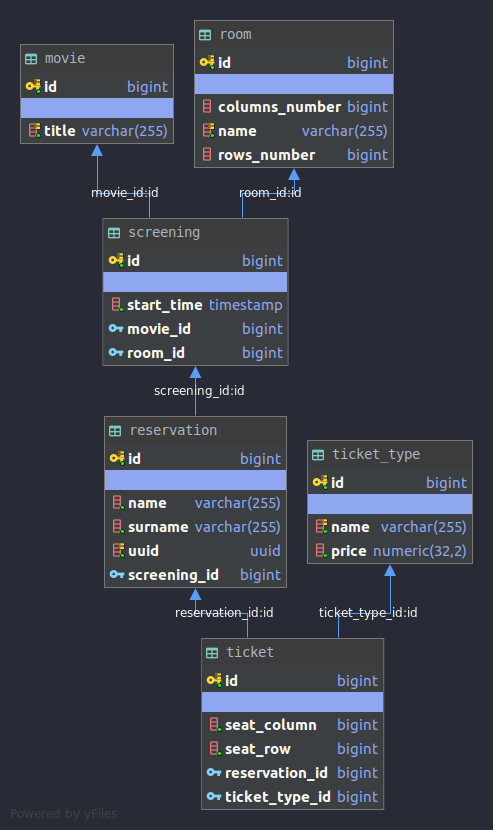 room
movie
id bigint
id bigint
columns_number bigint
title varchar(255)
name varchar(255)
rows_number bigint
movie_id:id
room_id:id
screening
id bigint
start_time timestamp
movie_id bigint
room_id bigint
screening_id:id
reservation
id bigint
name varchar(255)
surname varchar(255)
uuid uuid
screening_id bigint
ticket_type
id bigint
name varchar(255)
price numeric(32,2)
reservation_id:id
ticket_type_id:id
ticket
id bigint
seat_column bigint
seat_row bigint
reservation_id bigint
ticket_type_id bigint
Powered by yFiles